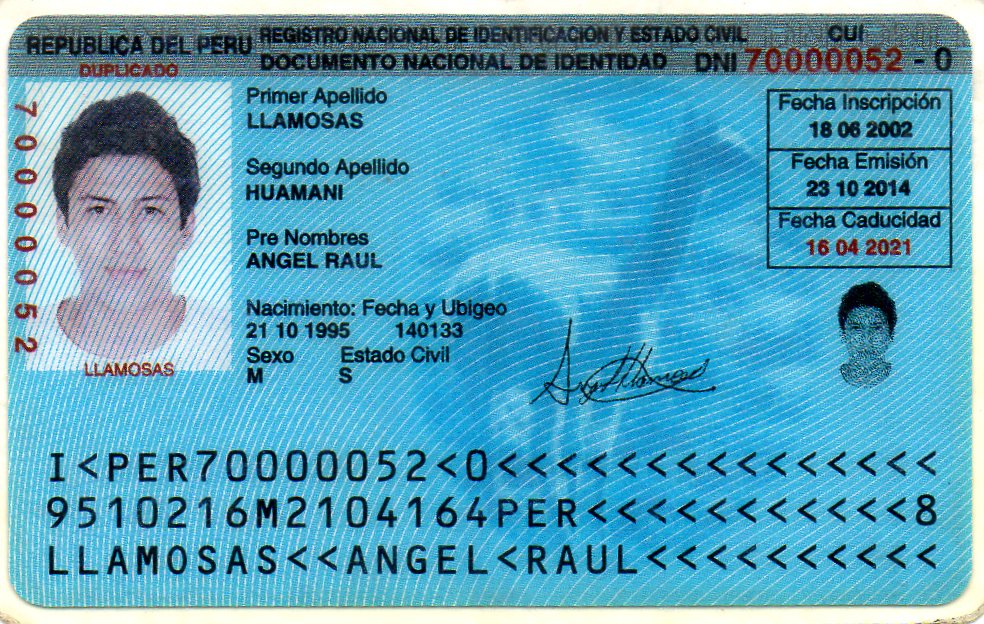 REPUBLICA DEL PERU
REGISTRO NACIONAL DE IDENTIFICACION Y ESTADO CIVIL
CUI
DUPLICADO
DOCUMENTO NACIONAL DE IDENTIDAD
DNI 70000052 - 0
70000052
Primer Apellido
LLAMOSAS
Segundo Apellido
HUAMANI
Pre Nombres
ANGEL RAUL
Nacimiento: Fecha y Ubigeo
21 10 1995 140133
Sexo Estado Civil
M S
Fecha Inscripción
18 06 2002
Fecha Emisión
23 10 2014
Fecha Caducidad
16 04 2021
LLAMOSAS
I<PER70000052<0<<<<<<<<<<<<<<<
9510216M2104164PER<<<<<<<<<<<8
LLAMOSAS<<ANGEL<RAUL<<<<<<<<<<